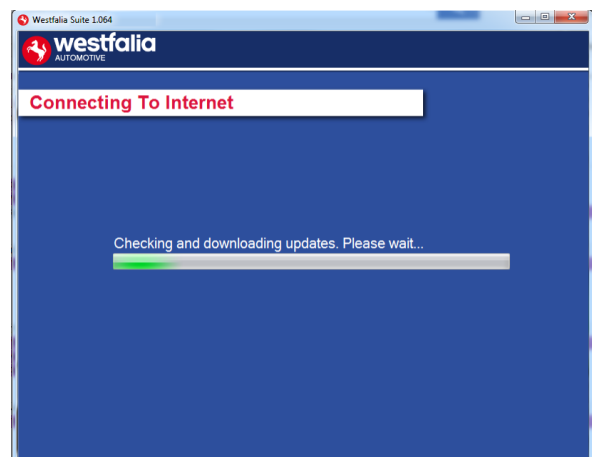 Westfalia Suite 1.064
westfalia
AUTOMOTIVE
Connecting To Internet
Checking and downloading updates. Please wait...